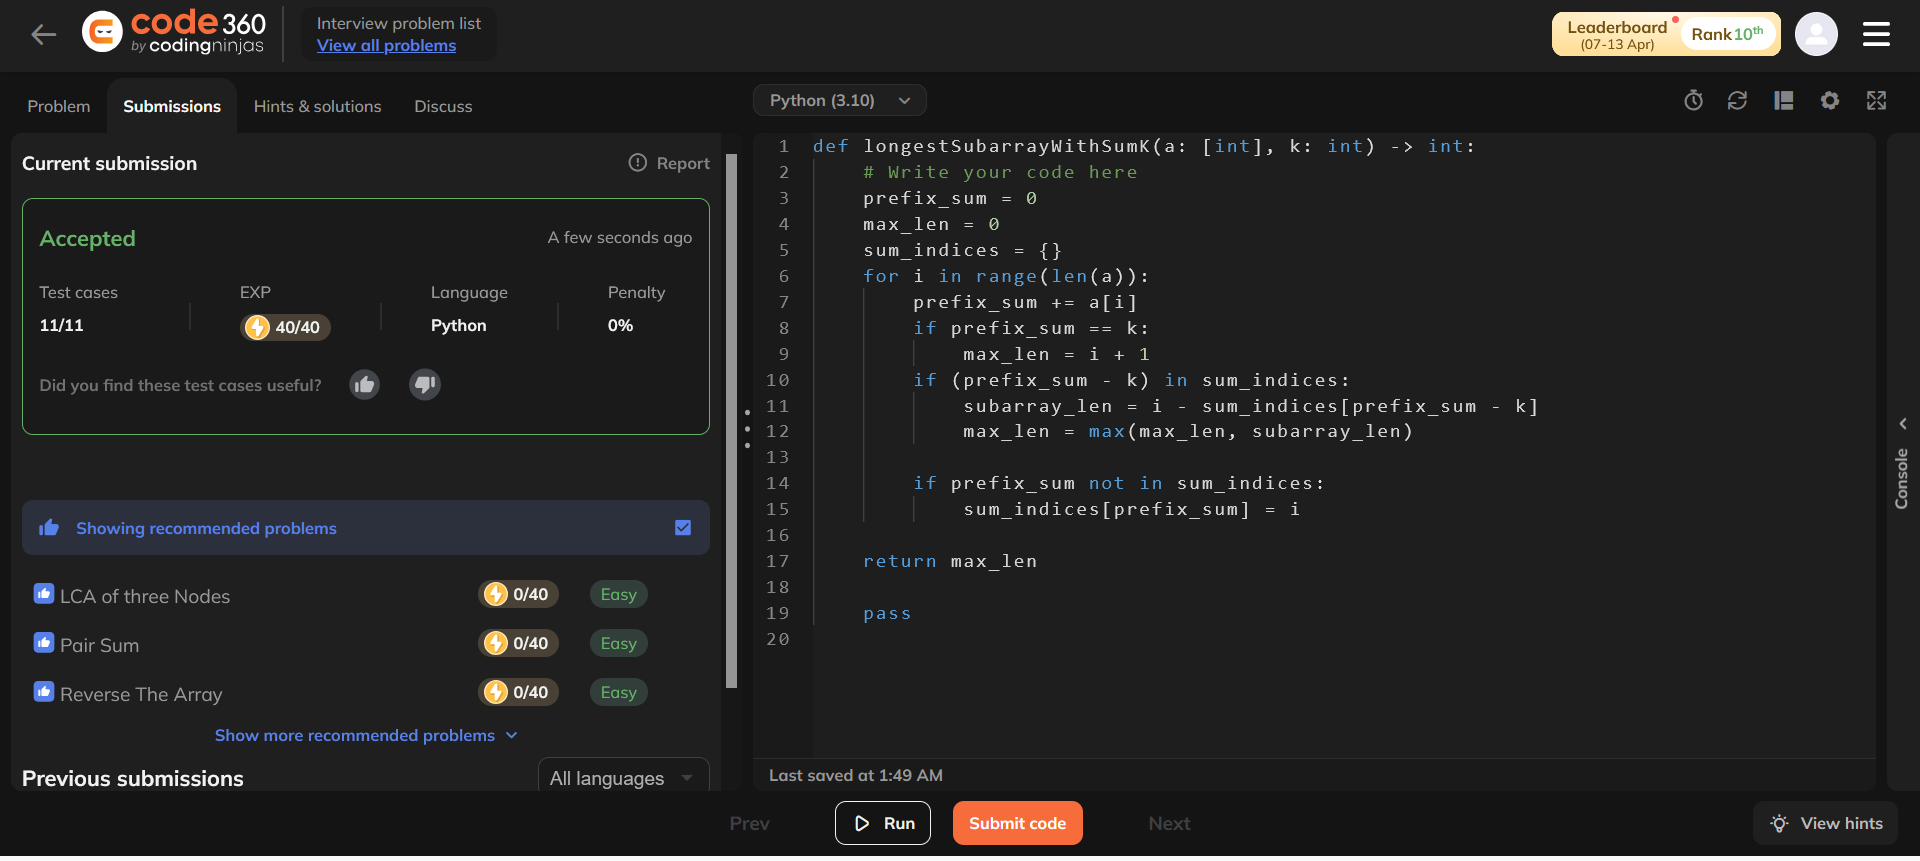 code 360
by codingninjas
Interview problem list
View all problems
Leaderboard
(07-13 Apr)
Rank 10th
Problem
Submissions
Hints & solutions
Discuss
Python (3.10)
Current submission
Report
Accepted
A few seconds ago
Test cases
EXP
Language
Penalty
11/11
40/40
Python
0%
Did you find these test cases useful?
Showing recommended problems
LCA of three Nodes
0/40
Easy
Pair Sum
0/40
Easy
Reverse The Array
0/40
Easy
Show more recommended problems
Previous submissions
All languages
1 def longestSubarrayWithSumK(a: [int], k: int) -> int:
2     # Write your code here
3     prefix_sum = 0
4     max_len = 0
5     sum_indices = {}
6     for i in range(len(a)):
7         prefix_sum += a[i]
8         if prefix_sum == k:
9             max_len = i + 1
10         if (prefix_sum - k) in sum_indices:
11             subarray_len = i - sum_indices[prefix_sum - k]
12             max_len = max(max_len, subarray_len)
13
14         if prefix_sum not in sum_indices:
15             sum_indices[prefix_sum] = i
16
17     return max_len
18
19     pass
20
Console
Last saved at 1:49 AM
Prev
Run
Submit code
Next
View hints